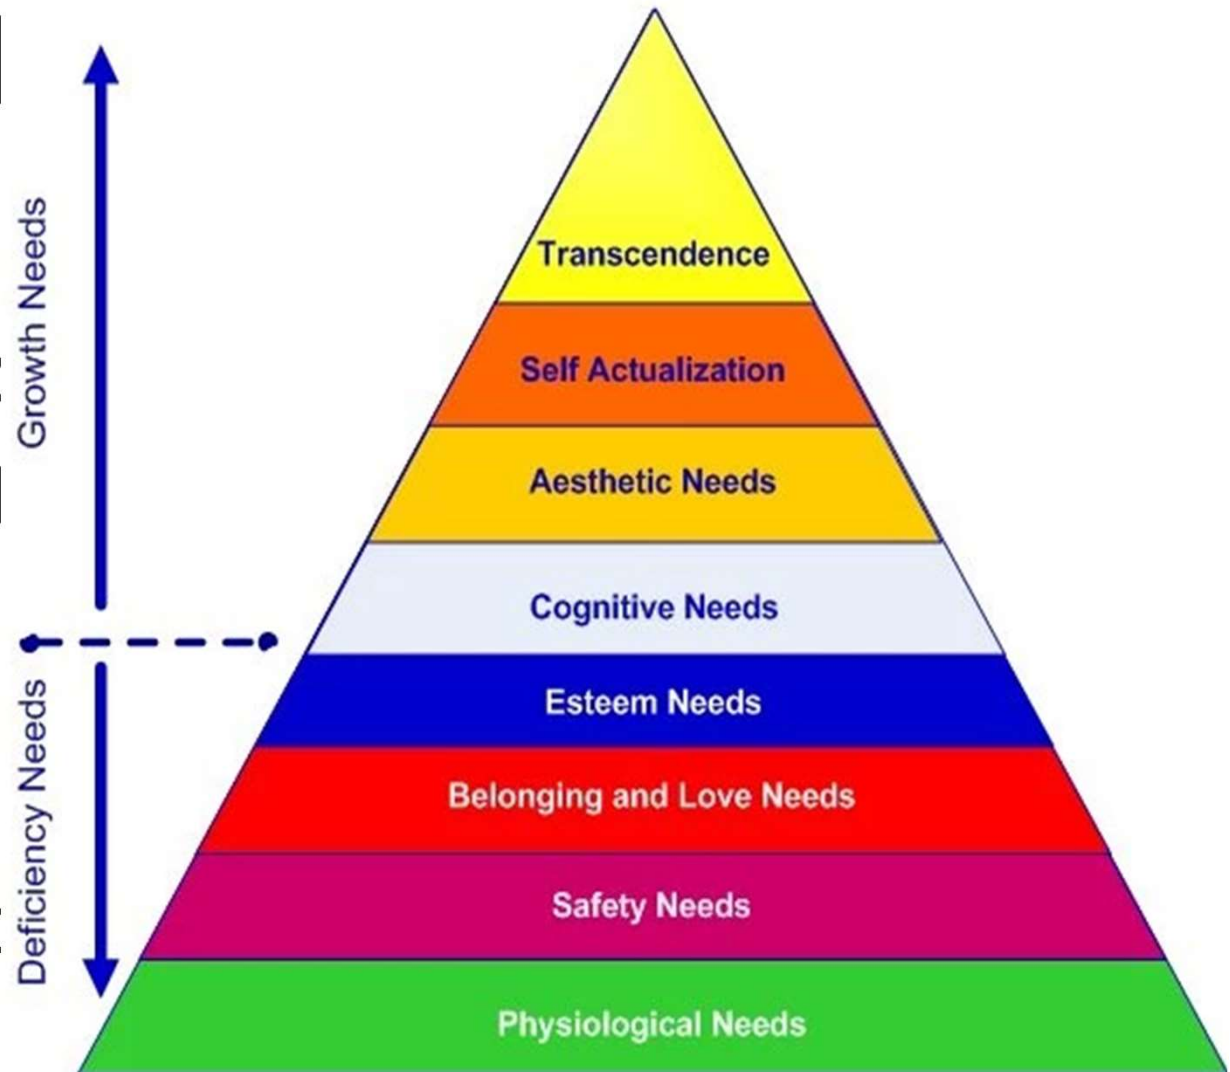 Growth Needs
Deficiency Needs
Transcendence
Self Actualization
Aesthetic Needs
Cognitive Needs
Esteem Needs
Belonging and Love Needs
Safety Needs
Physiological Needs